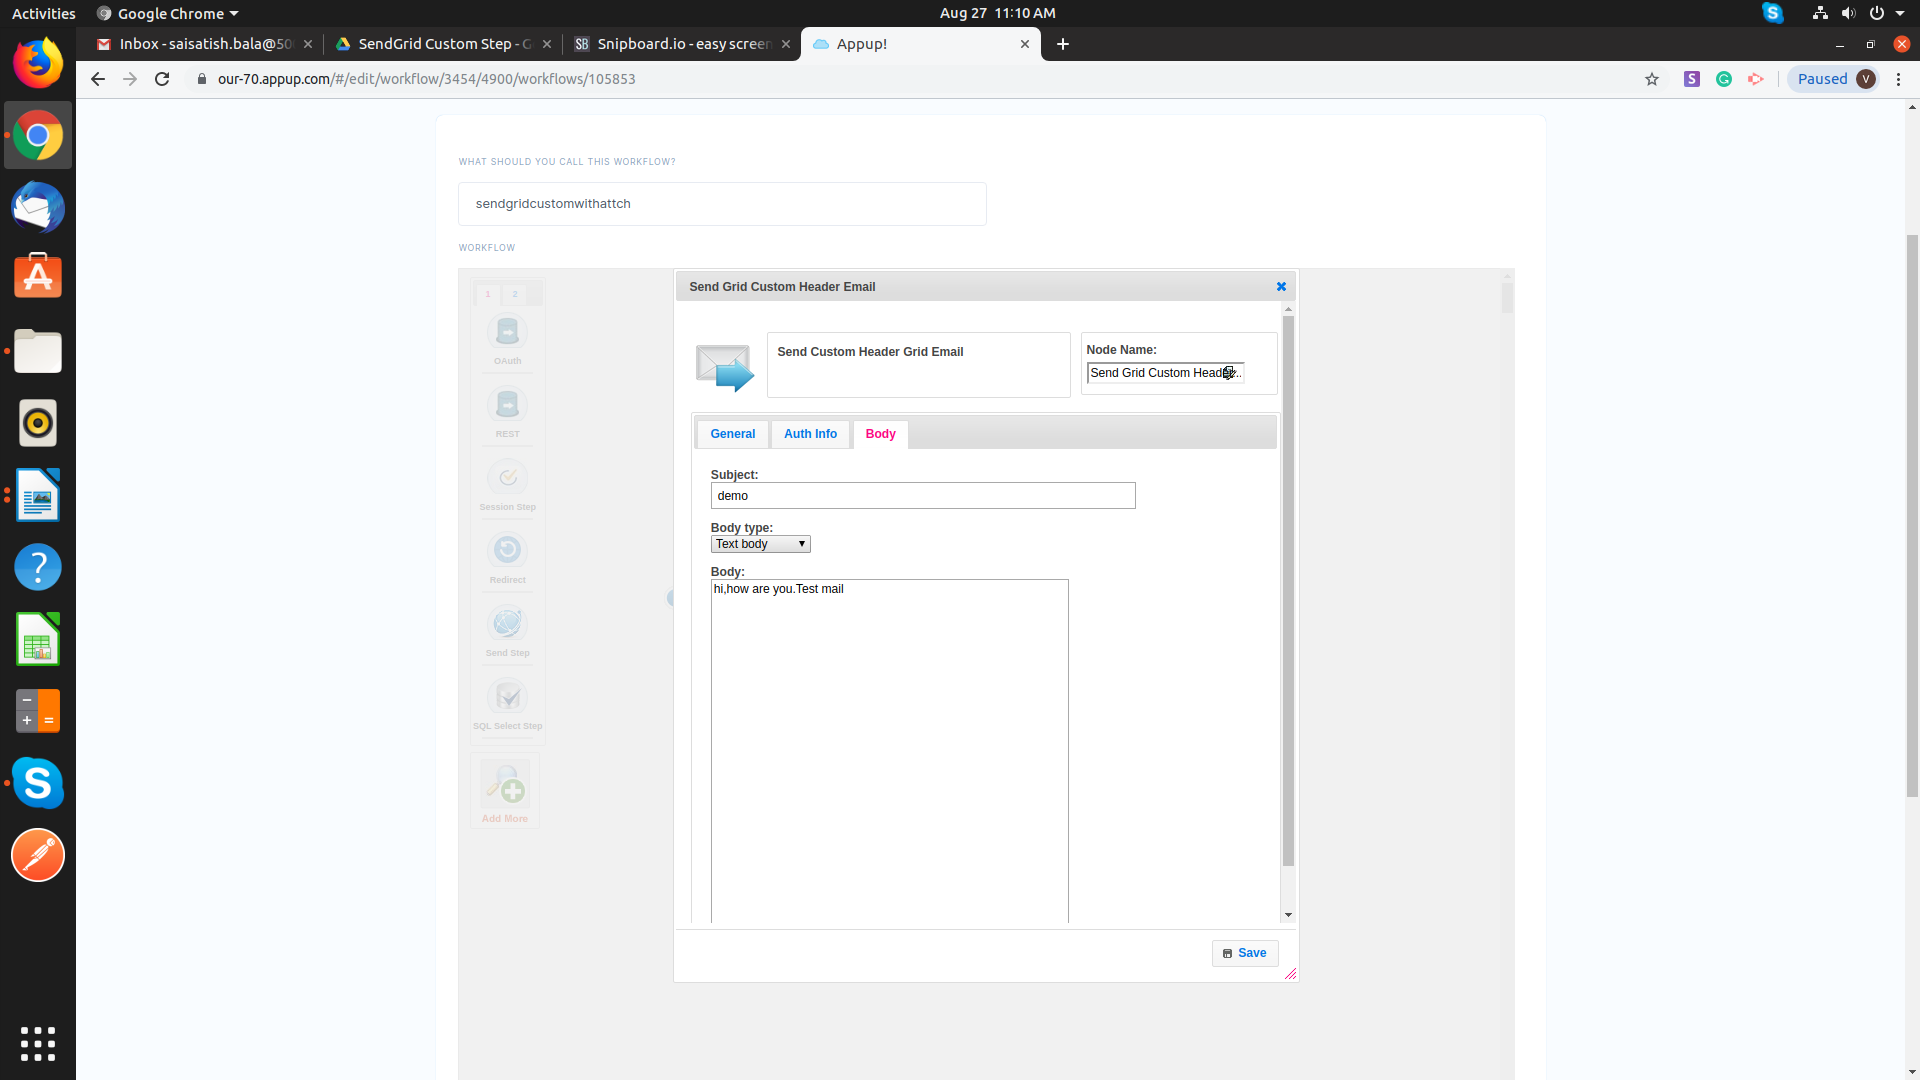 Activities
Google Chrome
Aug 27 11:10 AM
Inbox - saisatish.bala@50
SendGrid Custom Step - G
SB
Snipboard.io - easy screen
Appup!
our-70.appup.com/#/edit/workflow/3454/4900/workflows/105853
S
G
Paused
V
WHAT SHOULD YOU CALL THIS WORKFLOW?
sendgridcustomwithattch
WORKFLOW
1
2
OAuth
REST
Session Step
Redirect
Send Step
SQL Select Step
Add More
Send Grid Custom Header Email
Send Custom Header Grid Email
Node Name:
Send Grid Custom Header..
General
Auth Info
Body
Subject:
demo
Body type:
Text body
Body:
hi,how are you.Test mail
Save